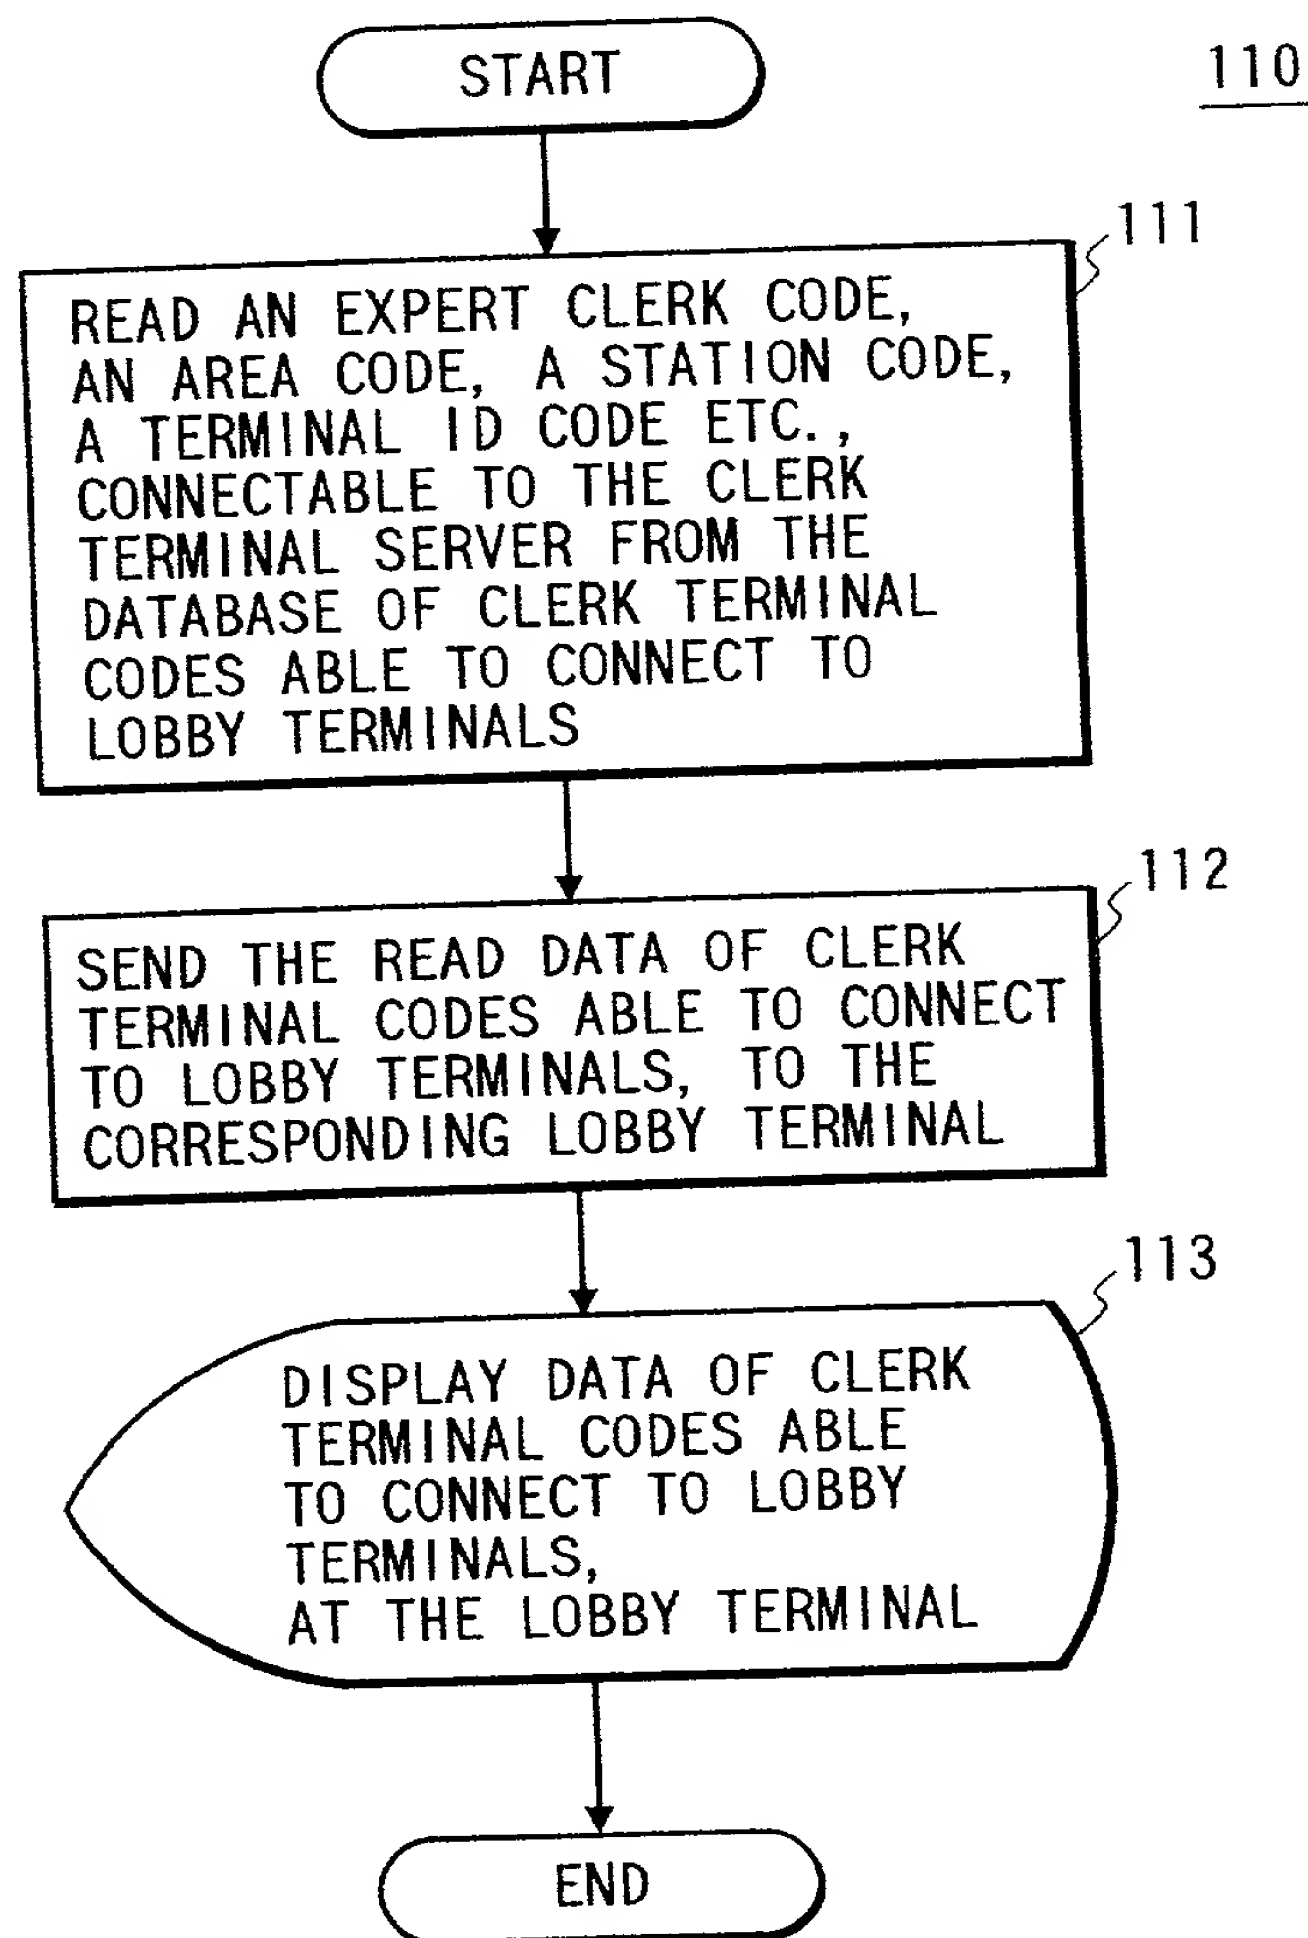 START
110
111
READ AN EXPERT CLERK CODE,
AN AREA CODE, A STATION CODE,
A TERMINAL ID CODE ETC.,
CONNECTABLE TO THE CLERK
TERMINAL SERVER FROM THE
DATABASE OF CLERK TERMINAL
CODES ABLE TO CONNECT TO
LOBBY TERMINALS
112
SEND THE READ DATA OF CLERK
TERMINAL CODES ABLE TO CONNECT
TO LOBBY TERMINALS, TO THE
CORRESPONDING LOBBY TERMINAL
113
DISPLAY DATA OF CLERK
TERMINAL CODES ABLE
TO CONNECT TO LOBBY
TERMINALS,
AT THE LOBBY TERMINAL
END